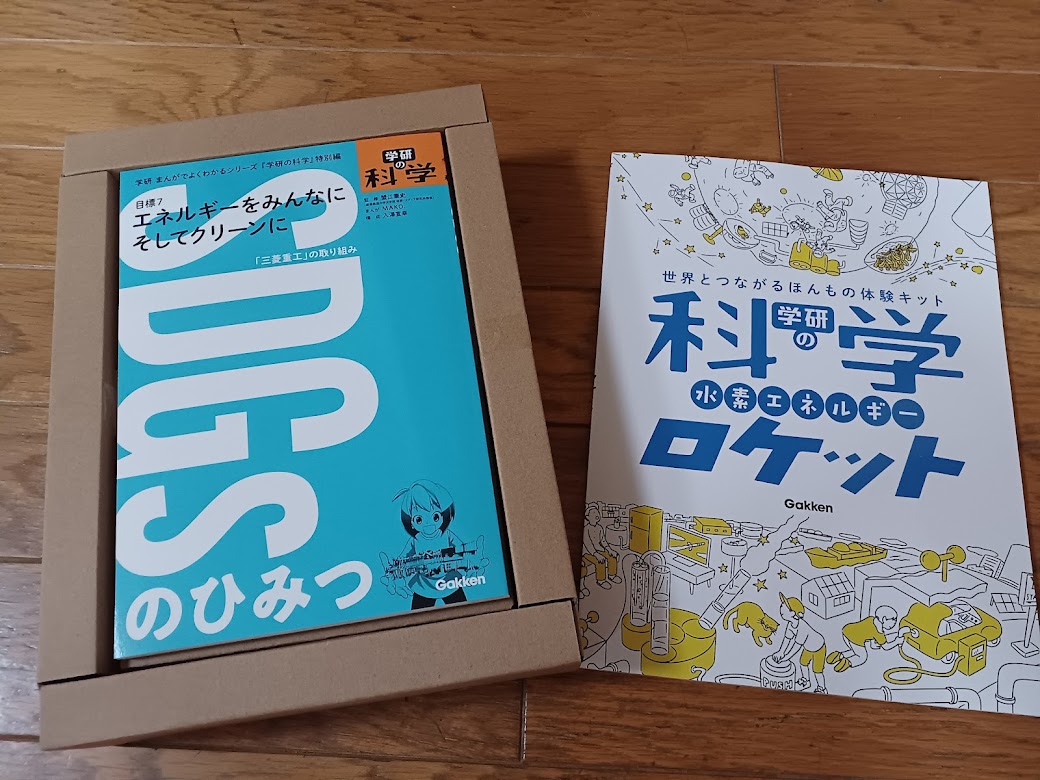 学研 まんがでよくわかるシリーズ 『学研の科学』特別編
目標7
エネルギーをみんなに
そしてクリーンに
「三菱重工」の取り組み
学研の科学
まんが MAKO
SDGs
のひみつ
Gakken
世界とつながるほんもの体験キット
学研の科学
水素エネルギー
ロケット
Gakken
PUSH